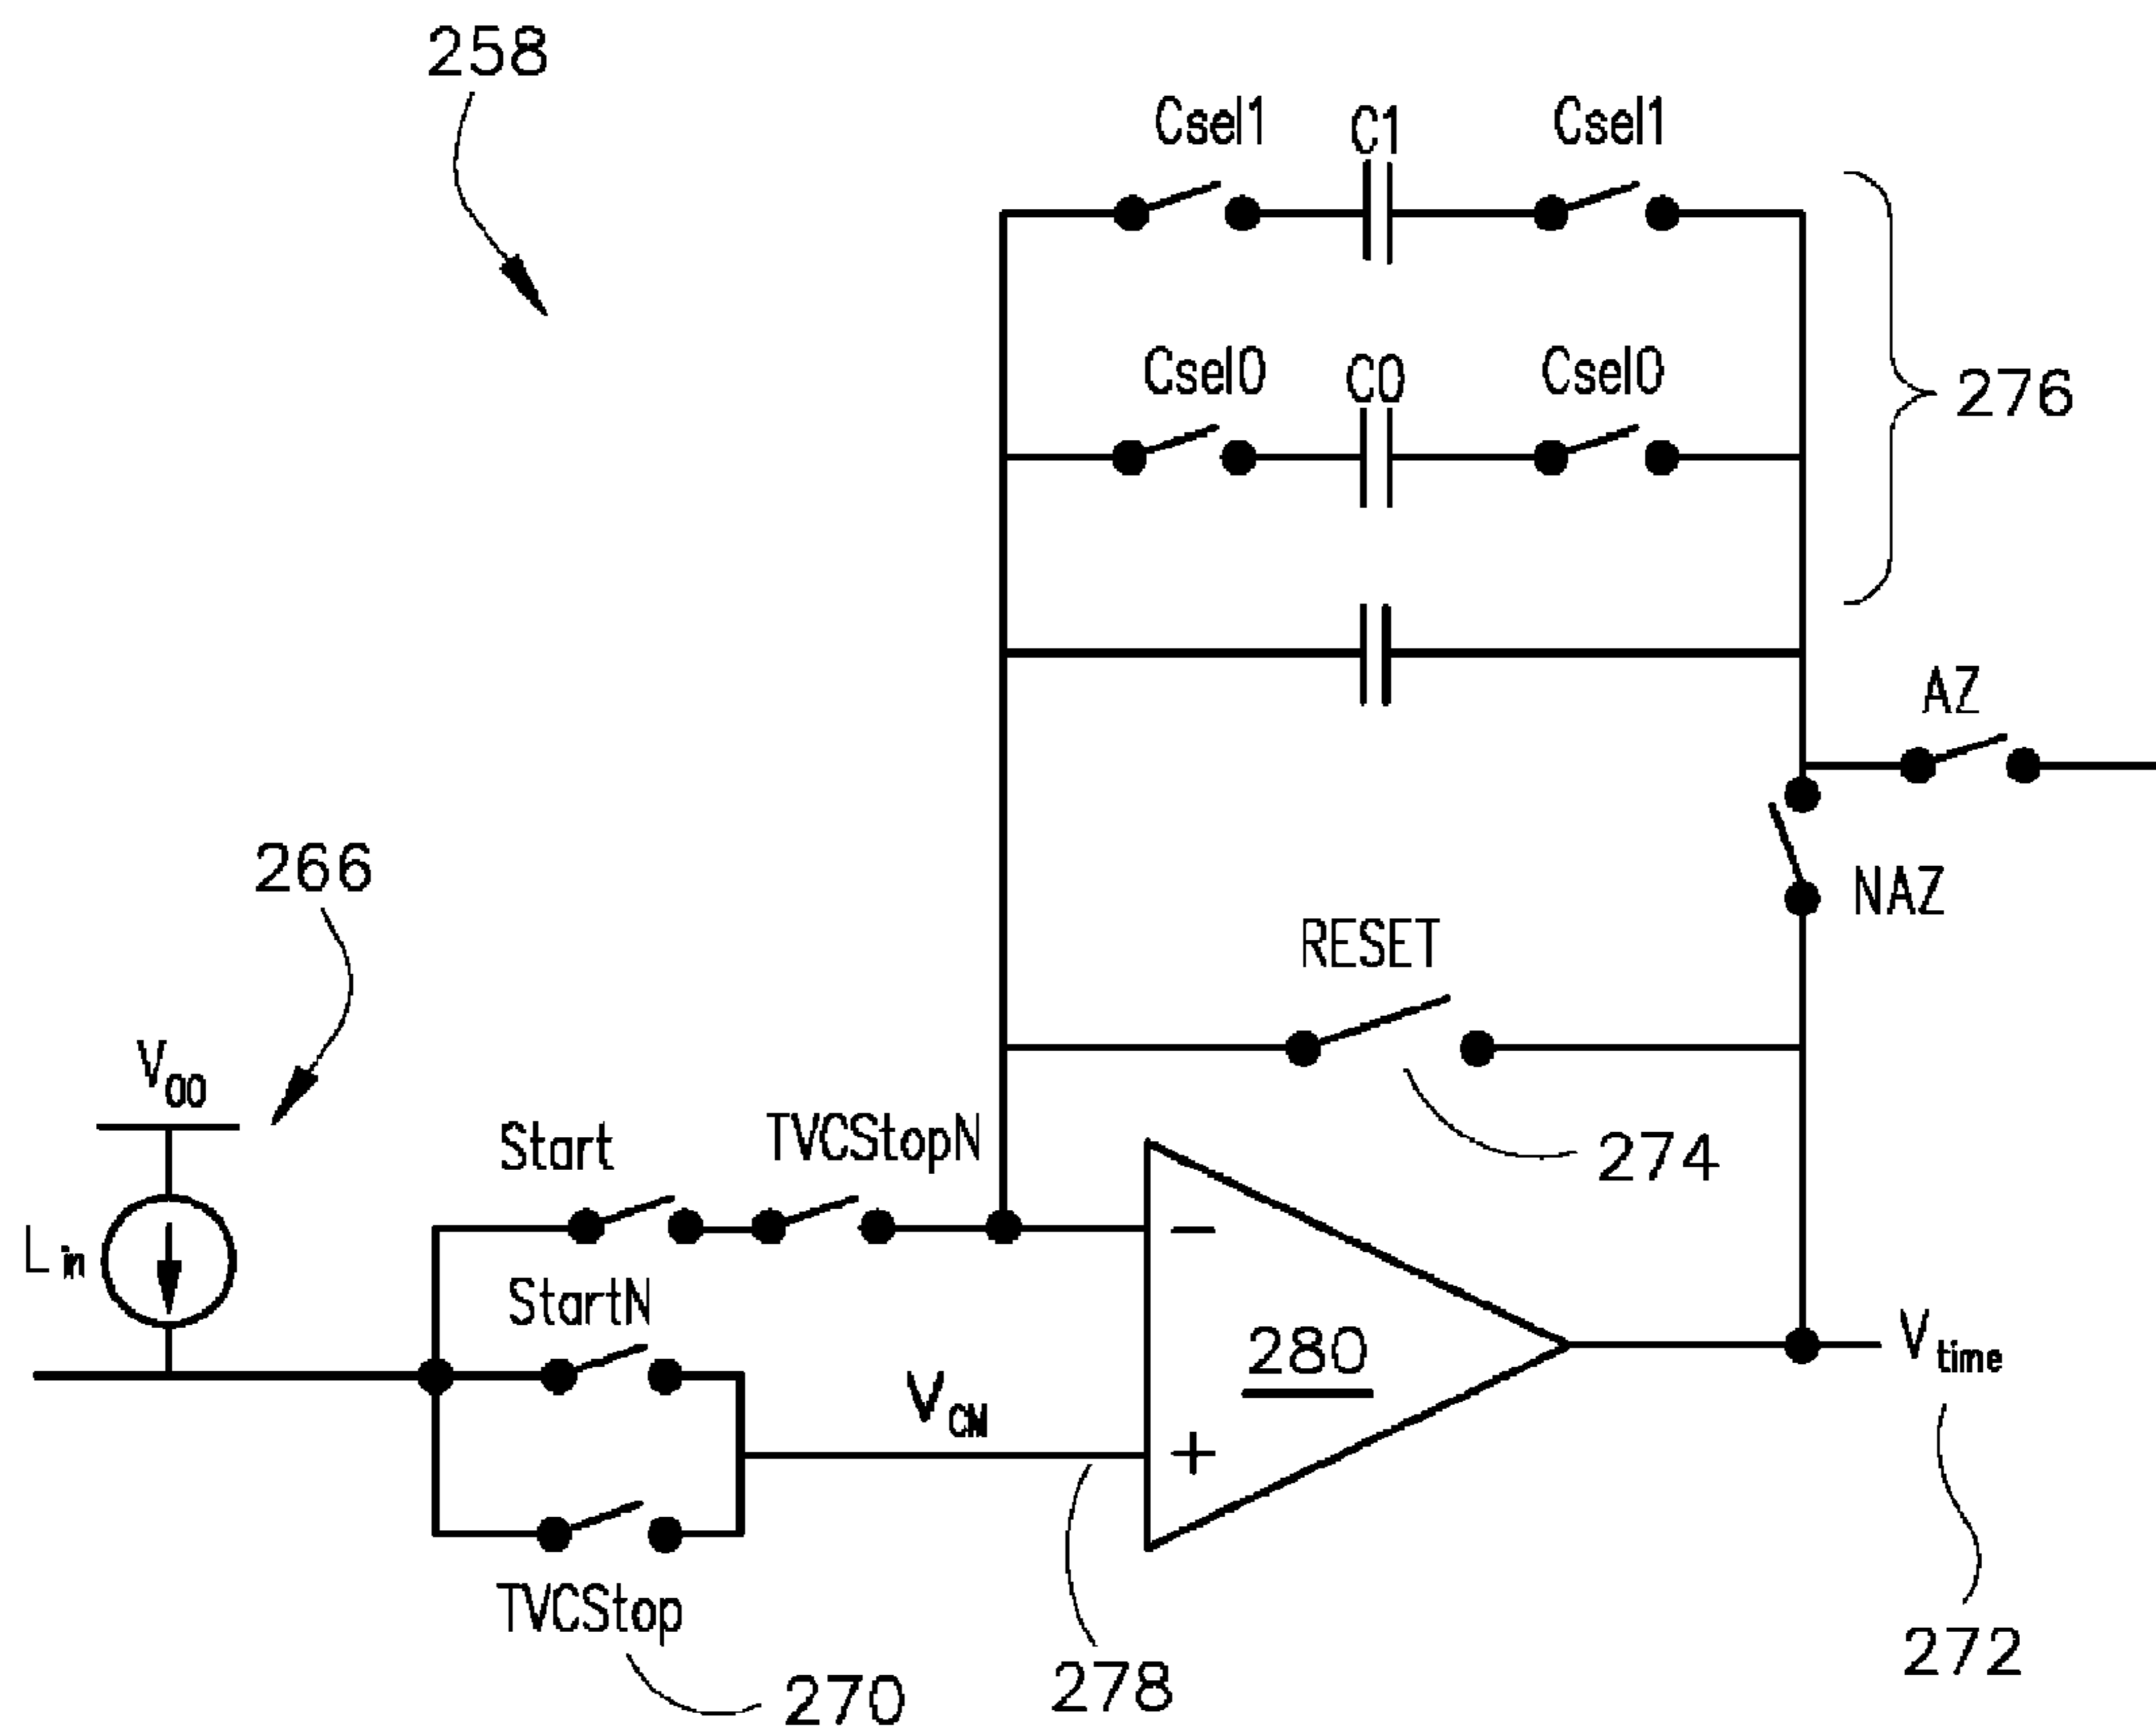 258
Csel1 C1 Csel1
Csel0 C0 Csel0
276
AZ
266
NAZ
RESET
VDD
Start TVCStopN
274
Lin
StartN
280
Vtime
VCM
+
TVCStop
272
278
270